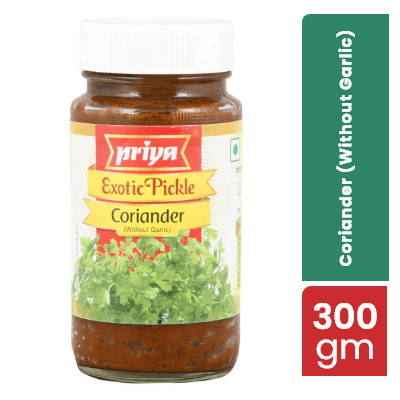 priya
Exotic Pickle
Coriander
(Without Garlic)
Coriander (Without Garlic)
300
gm